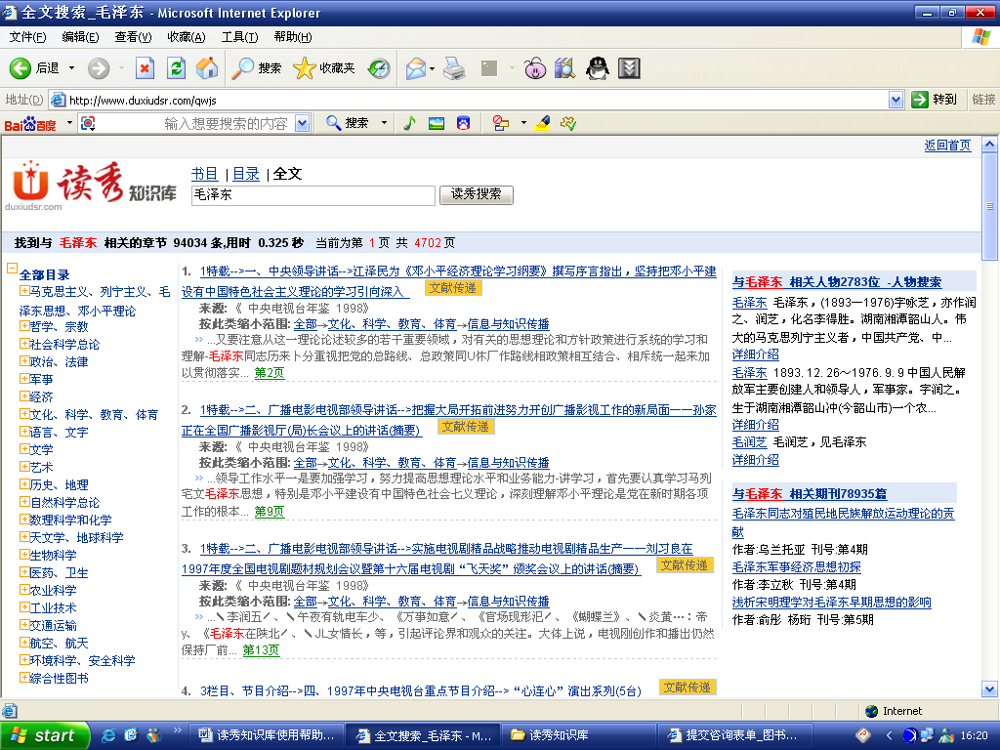 全文搜索_毛泽东 - Microsoft Internet Explorer
文件(F) 编辑(E) 查看(V) 收藏(A) 工具(T) 帮助(H)
后退 搜索 收藏夹
地址(D) http://www.duxiudsr.com/qwjs 转到 链接
Bai百度 输入想要搜索的内容 搜索
返回首页
读秀知识库
duxiudsr.com
书目 | 目录 | 全文
毛泽东 读秀搜索
找到与 毛泽东 相关的章节 94034 条,用时 0.325 秒 当前为第 1 页 共 4702 页
全部目录
马克思主义、列宁主义、毛
泽东思想、邓小平理论
哲学、宗教
社会科学总论
政治、法律
军事
经济
文化、科学、教育、体育
语言、文字
文学
艺术
历史、地理
自然科学总论
数理科学和化学
天文学、地球科学
生物科学
医药、卫生
农业科学
工业技术
交通运输
航空、航天
环境科学、安全科学
综合性图书
1. 1特载-->一、中央领导讲话-->江泽民为《邓小平经济理论学习纲要》撰写序言指出，坚持把邓小平建
设有中国特色社会主义理论的学习引向深入 文献传递
来源:《 中央电视台年鉴 1998》
按此类缩小范围: 全部→文化、科学、教育、体育→信息与知识传播
» ...又要注意从这一理论论述较多的若干重要领域，对有关的思想理论和方针政策进行系统的学习和
理解-毛泽东同志历来卜分重视把党的总路线、总政策同U休厂作路线相政策相互结合、相斥统一起来加
以贯彻落实... 第2页
2. 1特载-->二、广播电影电视部领导讲话-->把握大局开拓前进努力开创广播影视工作的新局面——孙家
正在全国广播影视厅(局)长会议上的讲话(摘要) 文献传递
来源:《 中央电视台年鉴 1998》
按此类缩小范围: 全部→文化、科学、教育、体育→信息与知识传播
» ...领导工作水平一是要加强学习，努力提高思想理论水平和业务能力-讲学习，首先要认真学习马列
宅文毛泽东思想，特别是邓小平建设有中国特色社会七义理论，深刻理解邓小平理论是党在新时期各项
工作的根本... 第9页
3. 1特载-->二、广播电影电视部领导讲话-->实施电视剧精品战略推动电视剧精品生产——刘习良在
1997年度全国电视剧题材规划会议暨第十六届电视剧“飞天奖”颁奖会议上的讲话(摘要) 文献传递
来源:《 中央电视台年鉴 1998》
按此类缩小范围: 全部→文化、科学、教育、体育→信息与知识传播
» ...╲李润五╱、╲午夜有轨电车少、《万事如意╱、《官场现形汜╱、《蝴蝶兰》、╲炎黄…：帝
y、《毛泽东在陕北╱、╲JL女情长，等，引起评论界和观众的关注。大体上说，电视刚创作和播出仍然
保持厂前... 第13页
4. 3栏目、节目介绍-->四、1997年中央电视台重点节目介绍-->“心连心”演出系列(5台) 文献传递
与毛泽东 相关人物2783位 -人物搜索
毛泽东 毛泽东，(1893—1976)字咏芝，亦作润
之、润芝，化名李得胜。湖南湘潭韶山人。伟
大的马克思列宁主义者，中国共产党、中...
详细介绍
毛泽东 1893.12.26～1976.9.9中国人民解
放军主要创建人和领导人，军事家。字润之。
生于湖南湘潭韶山冲(今韶山市)一个农...
详细介绍
毛润芝 毛润芝，见毛泽东
详细介绍
与毛泽东 相关期刊78935篇
毛泽东同志对殖民地民族解放运动理论的贡
献
作者:乌兰托亚 刊号:第4期
毛泽东军事经济思想初探
作者:李立秋 刊号:第4期
浅析宋明理学对毛泽东早期思想的影响
作者:俞彤 杨珩 刊号:第5期
Internet
start 读秀知识库使用帮助... 全文搜索_毛泽东 - M... 读秀知识库 提交咨询表单_图书... 16:20